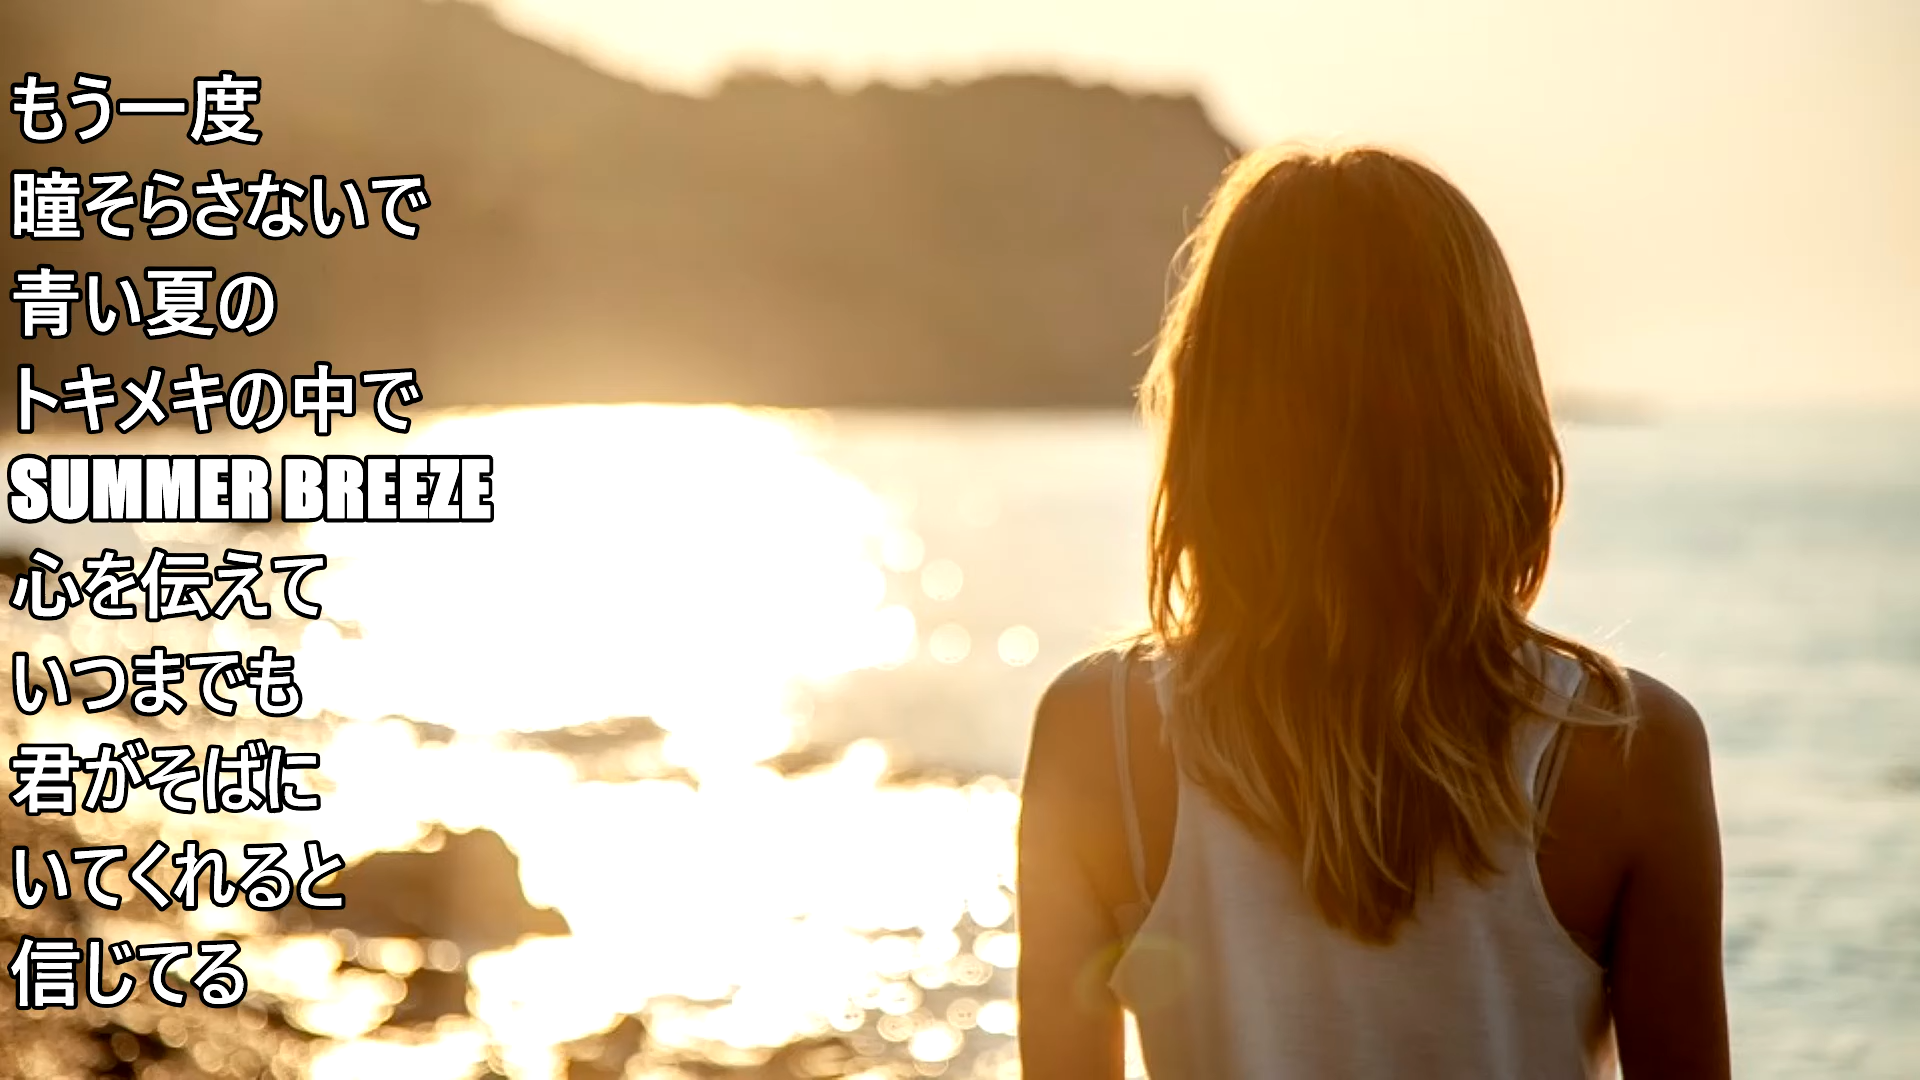 もう一度
瞳そらさないで
青い夏の
トキメキの中で
SUMMER BREEZE
心を伝えて
いつまでも
君がそばに
いてくれると
信じてる